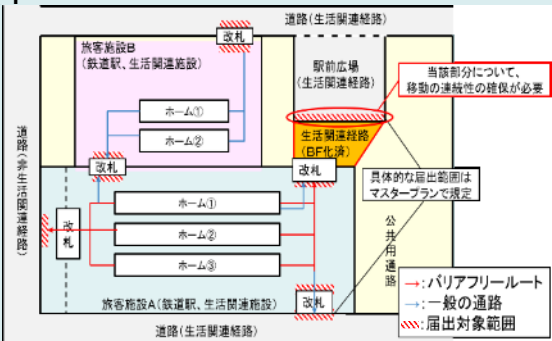 道路(生活関連経路)
改札
旅客施設B
(鉄道駅、生活関連施設)
駅前広場
(生活関連経路)
当該部分について、
移動の連続性の確保が必要
ホーム①
ホーム②
生活関連経路
(BF化済)
道路(非生活関連経路)
改札
改札
具体的な届出範囲は
マスタープランで規定
ホーム①
改札
ホーム②
ホーム③
公共用通路
→:バリアフリールート
→:一般の通路
:届出対象範囲
旅客施設A(鉄道駅、生活関連施設)
改札
道路(生活関連経路)